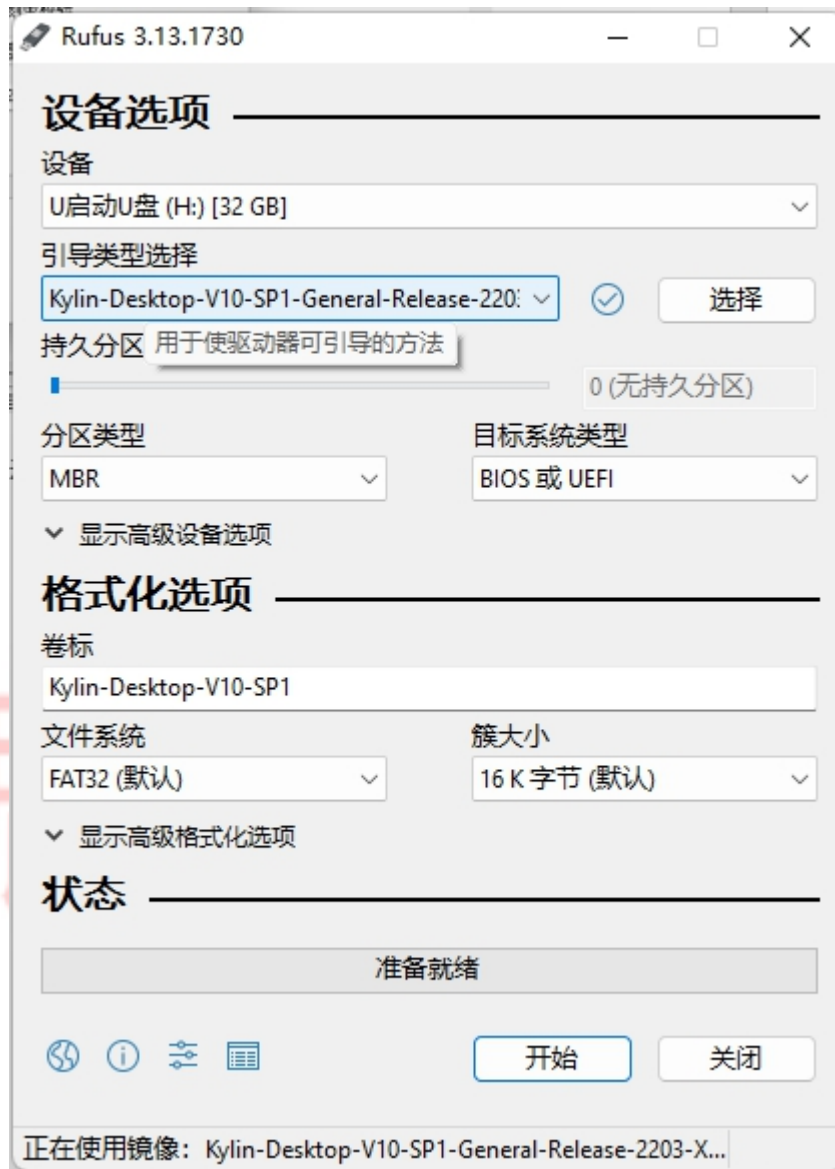 Rufus 3.13.1730
设备选项
设备
U启动U盘 (H:) [32 GB]
引导类型选择
Kylin-Desktop-V10-SP1-General-Release-220
选择
持久分区
用于使驱动器可引导的方法
0 (无持久分区)
分区类型
目标系统类型
MBR
BIOS 或 UEFI
显示高级设备选项
格式化选项
卷标
Kylin-Desktop-V10-SP1
文件系统
簇大小
FAT32 (默认)
16 K 字节 (默认)
显示高级格式化选项
状态
准备就绪
开始
关闭
正在使用镜像： Kylin-Desktop-V10-SP1-General-Release-2203-X...